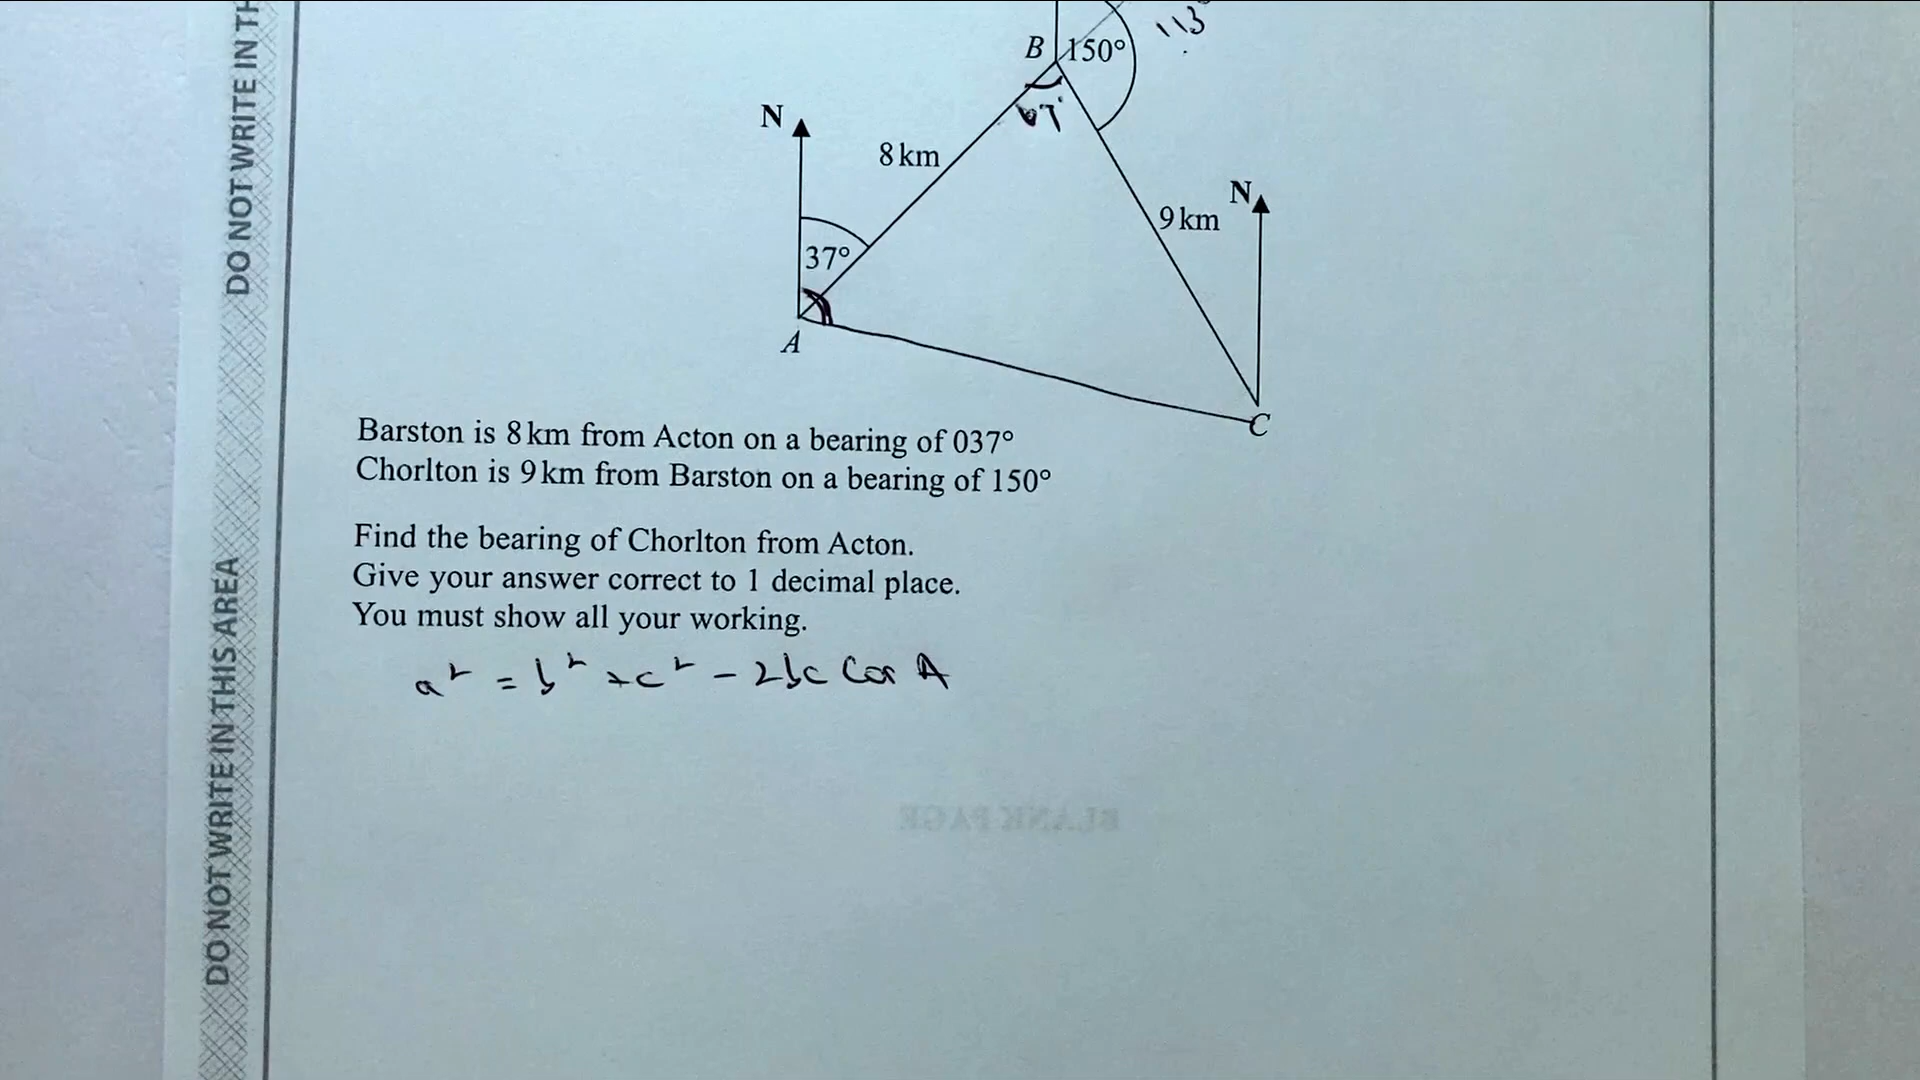 DO NOT WRITE IN TH
113°
B 150°
67°
N
8 km
N
9 km
37°
A
C
Barston is 8 km from Acton on a bearing of 037°
Chorlton is 9 km from Barston on a bearing of 150°
Find the bearing of Chorlton from Acton.
Give your answer correct to 1 decimal place.
You must show all your working.
a² = b² + c² - 2bc Cos A
DO NOT WRITE IN THIS AREA
BLANK PAGE